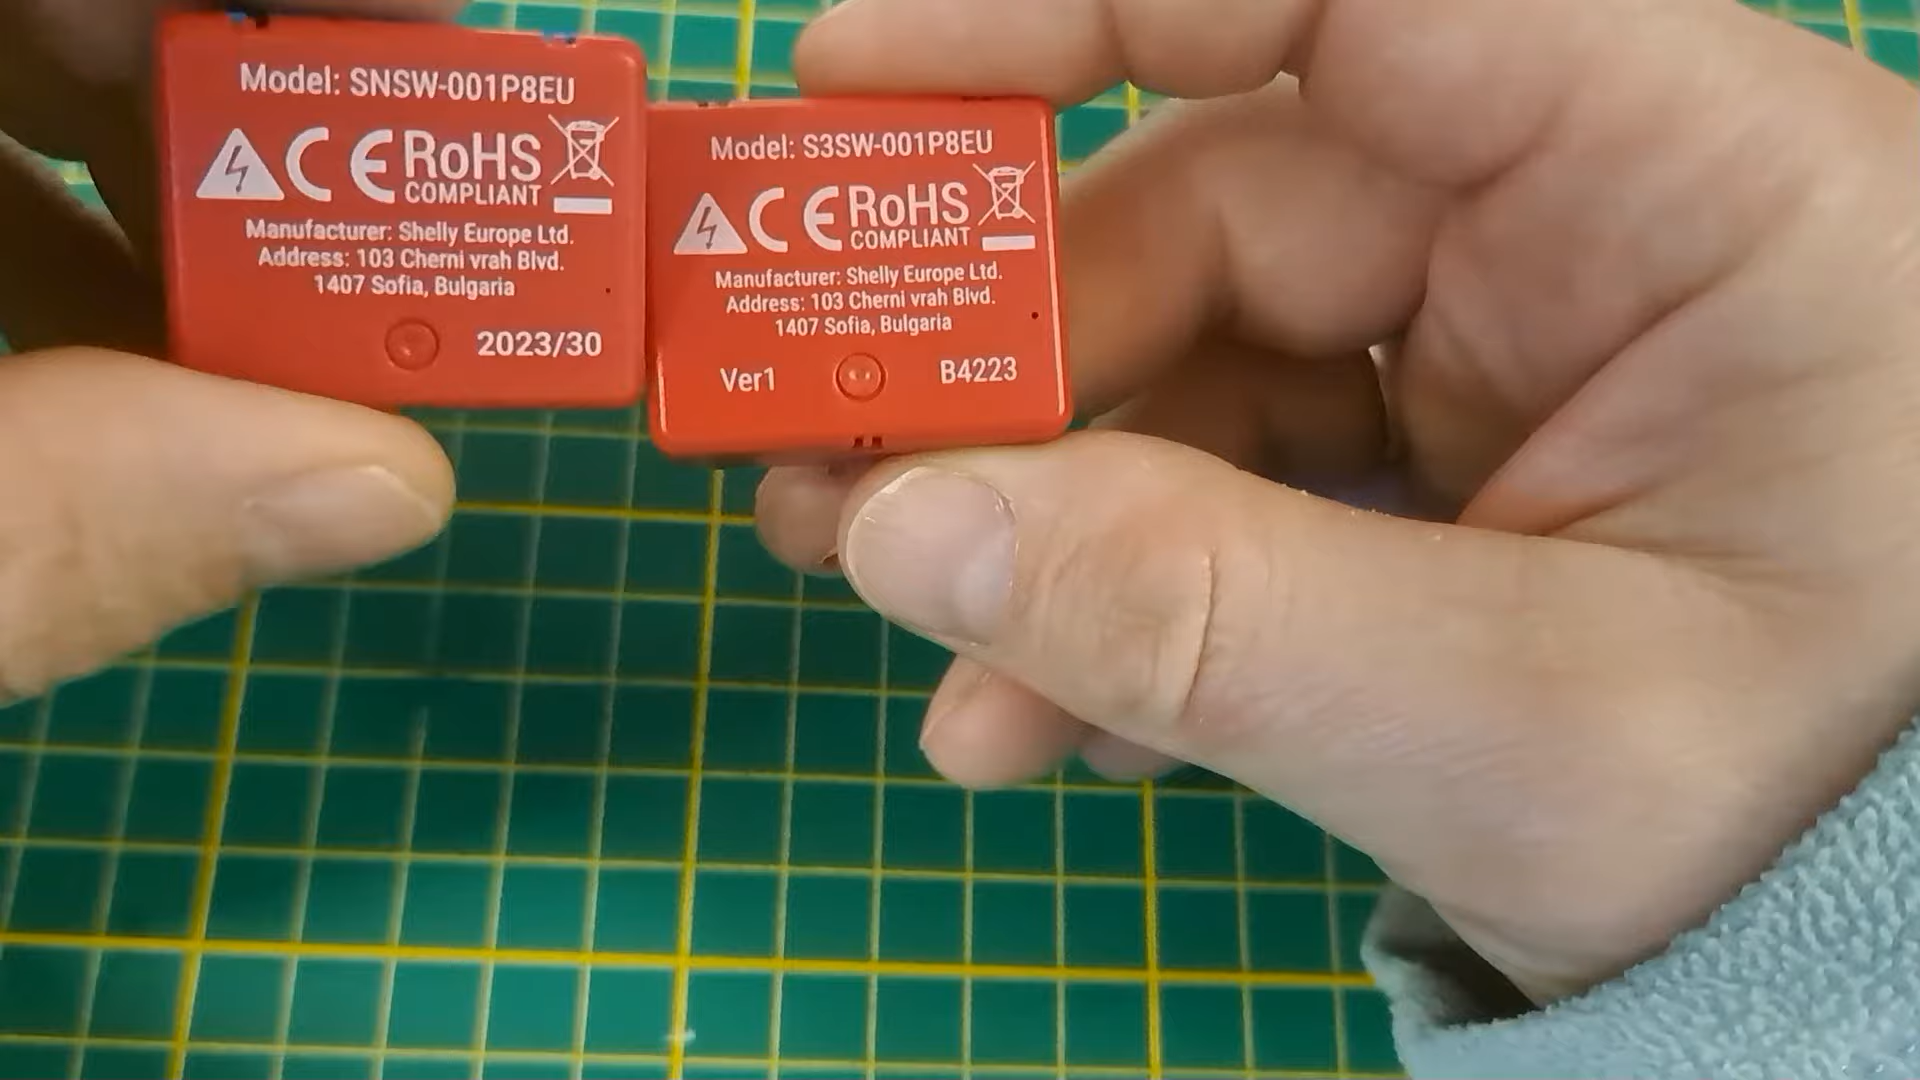 Model: SNSW-001P8EU
CE RoHS
COMPLIANT
Manufacturer: Shelly Europe Ltd.
Address: 103 Cherni vrah Blvd.
1407 Sofia, Bulgaria
2023/30
Model: S3SW-001P8EU
CE RoHS
COMPLIANT
Manufacturer: Shelly Europe Ltd.
Address: 103 Cherni vrah Blvd.
1407 Sofia, Bulgaria
Ver1 B4223